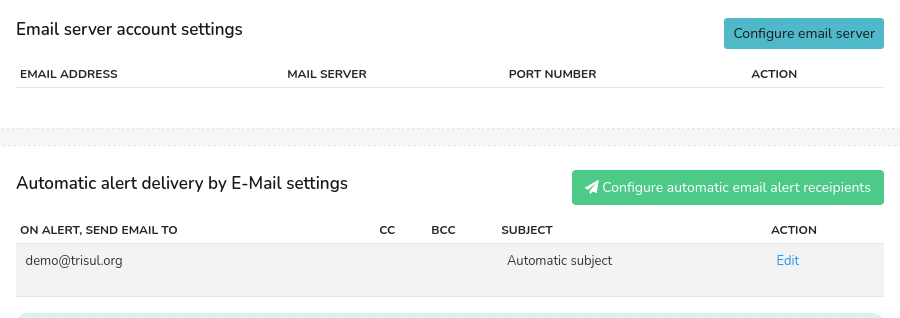 Email server account settings
Configure email server
EMAIL ADDRESS MAIL SERVER PORT NUMBER ACTION
Automatic alert delivery by E-Mail settings
Configure automatic email alert receipients
ON ALERT, SEND EMAIL TO CC BCC SUBJECT ACTION
demo@trisul.org Automatic subject Edit